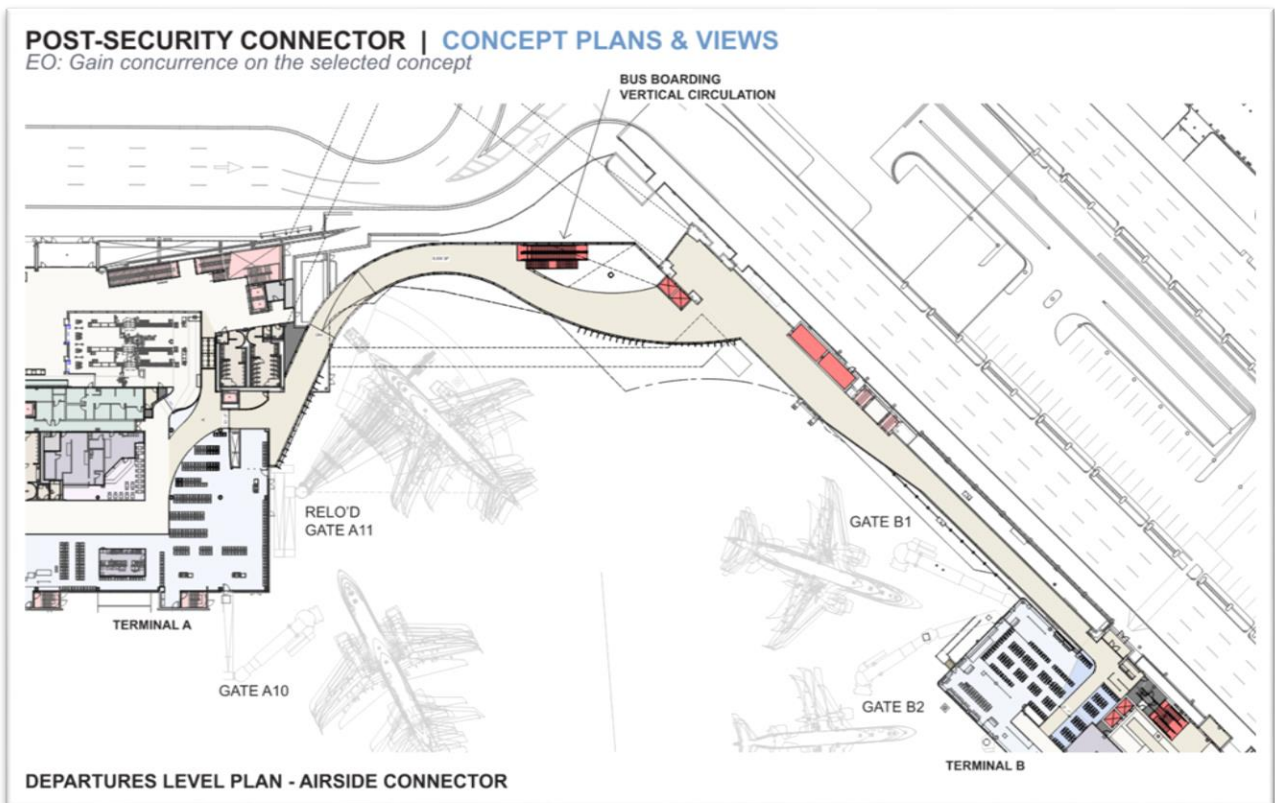 POST-SECURITY CONNECTOR | CONCEPT PLANS & VIEWS
EO: Gain concurrence on the selected concept
BUS BOARDING
VERTICAL CIRCULATION
RELO'D
GATE A11
GATE B1
TERMINAL A
GATE A10
GATE B2
TERMINAL B
DEPARTURES LEVEL PLAN - AIRSIDE CONNECTOR